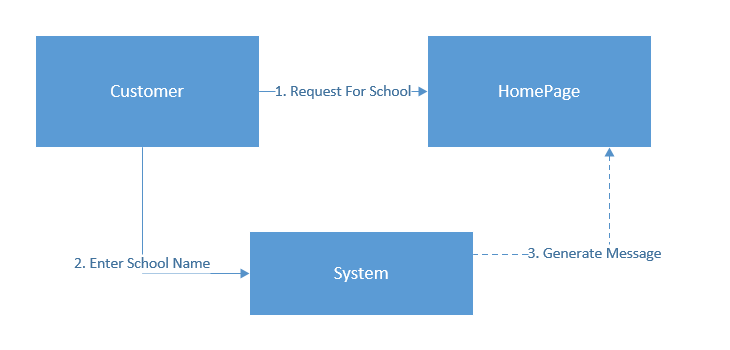 Customer
1. Request For School
HomePage
2. Enter School Name
System
3. Generate Message